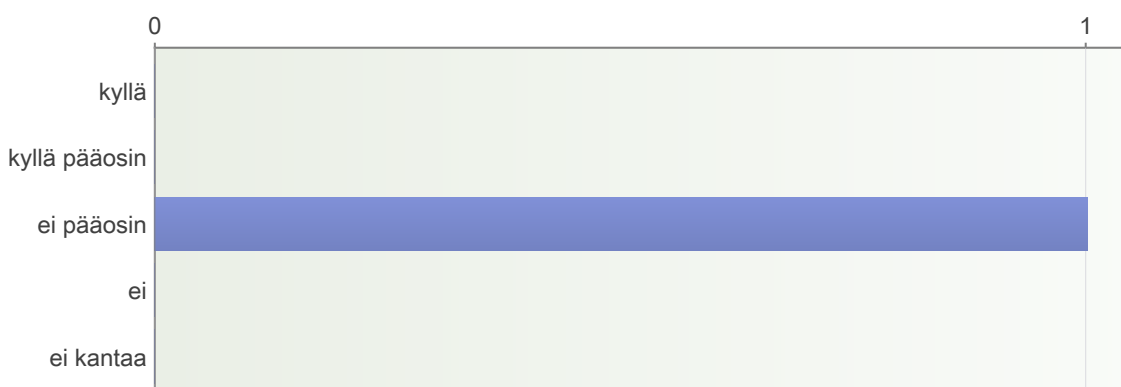 0 1
kyllä
kyllä pääosin
ei pääosin
ei
ei kantaa